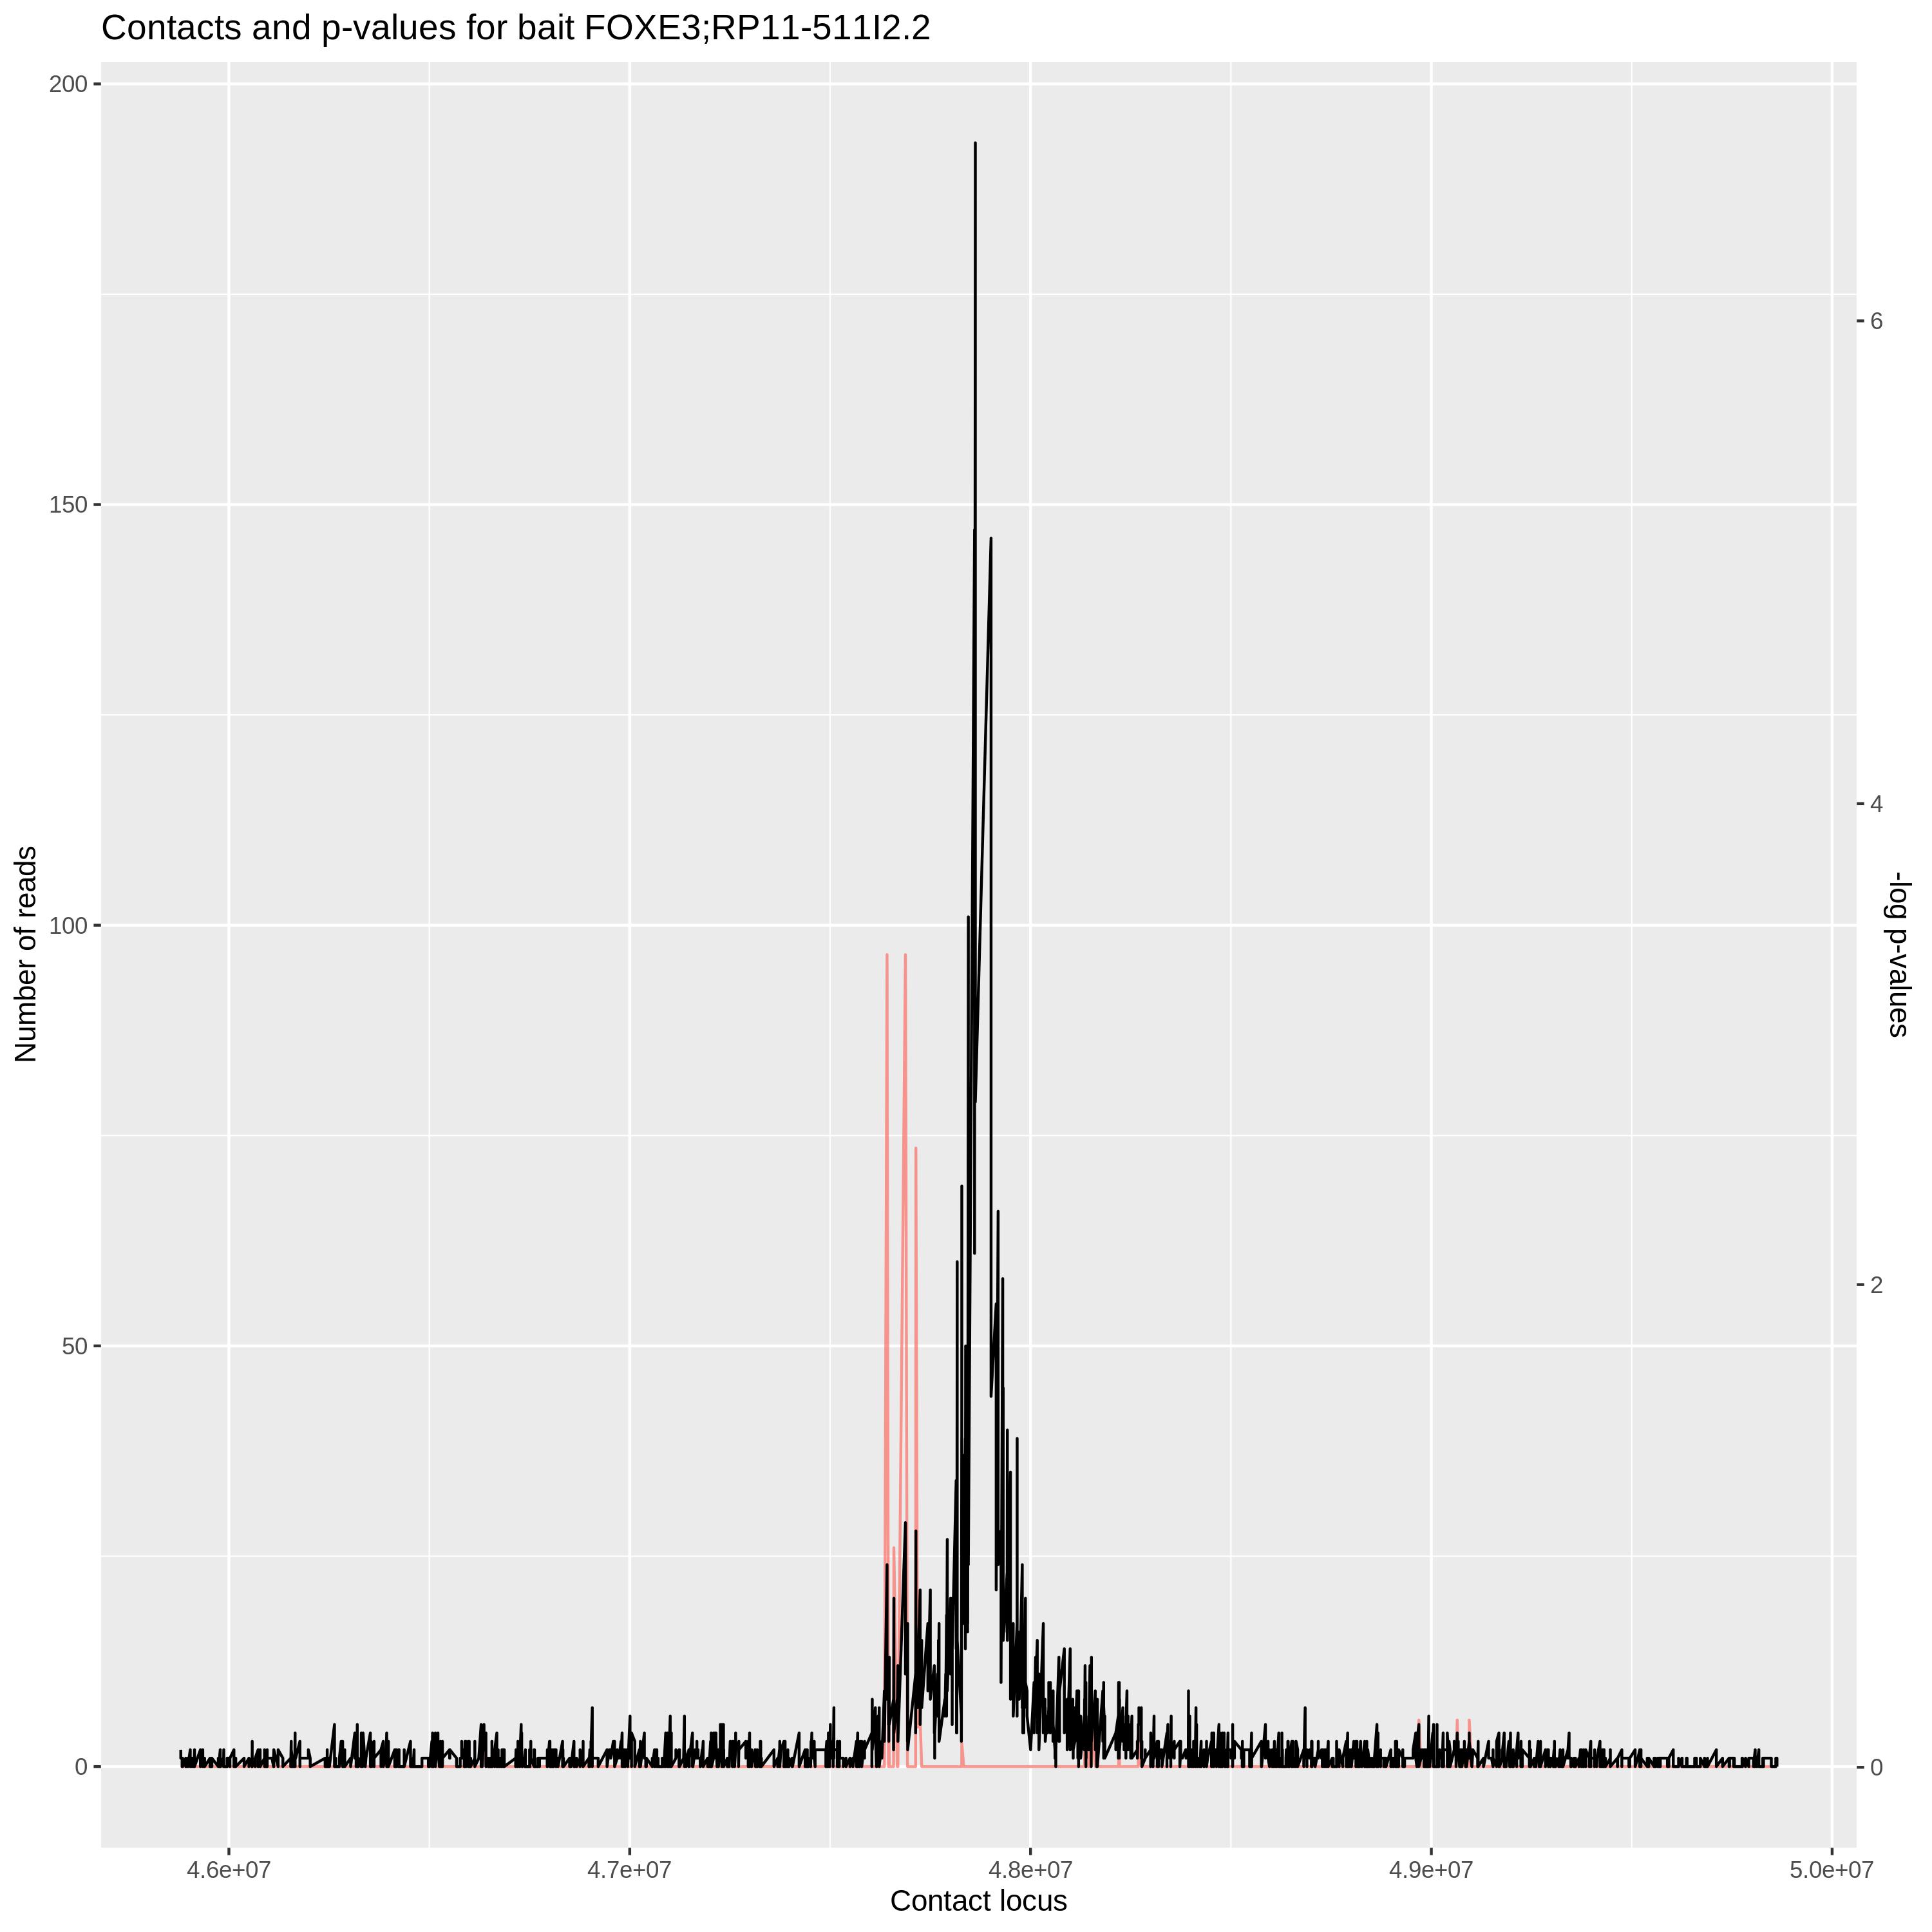 Contacts and p-values for bait FOXE3;RP11-511I2.2
200
150
100
50
0
Number of reads
6
4
2
0
-log p-values
4.6e+07
4.7e+07
4.8e+07
4.9e+07
5.0e+07
Contact locus